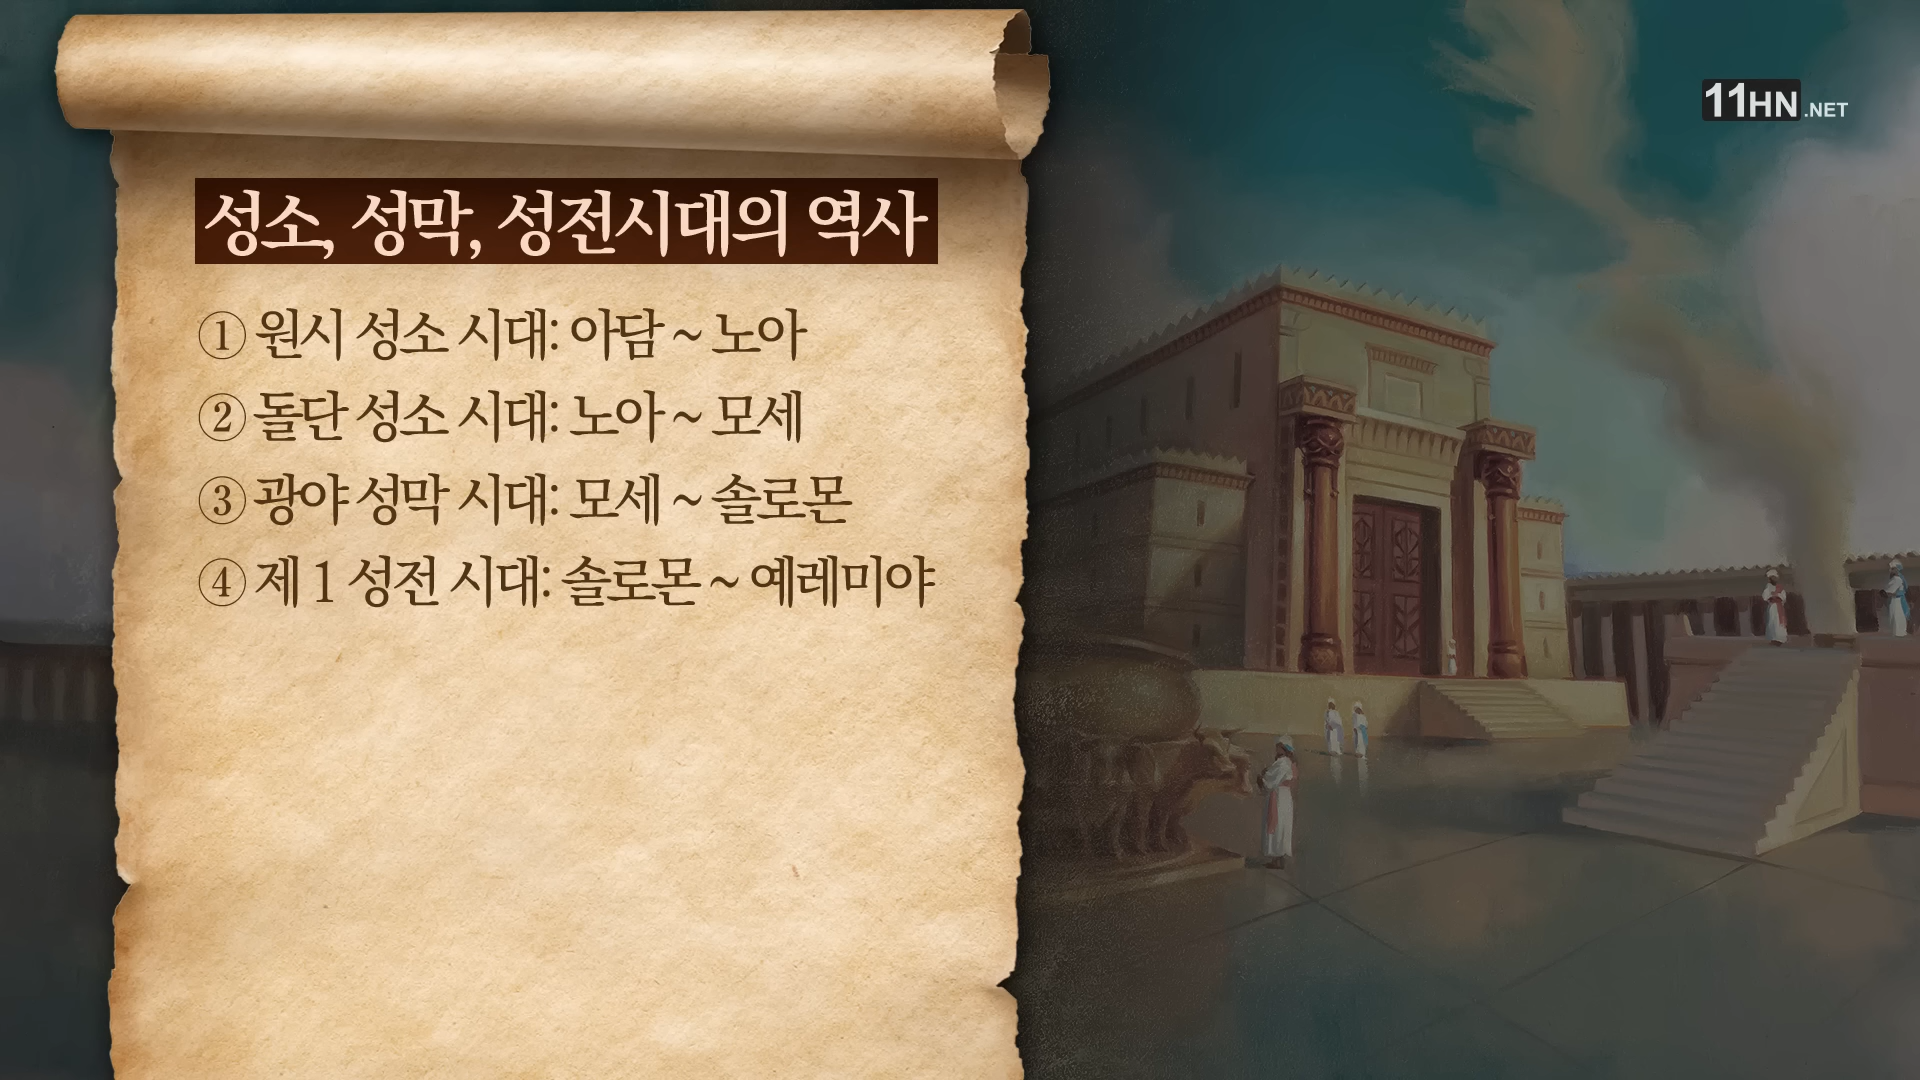 11HN.NET
성소, 성막, 성전시대의 역사
① 원시 성소 시대: 아담 ~ 노아
② 돌단 성소 시대: 노아 ~ 모세
③ 광야 성막 시대: 모세 ~ 솔로몬
④ 제 1 성전 시대: 솔로몬 ~ 예레미야